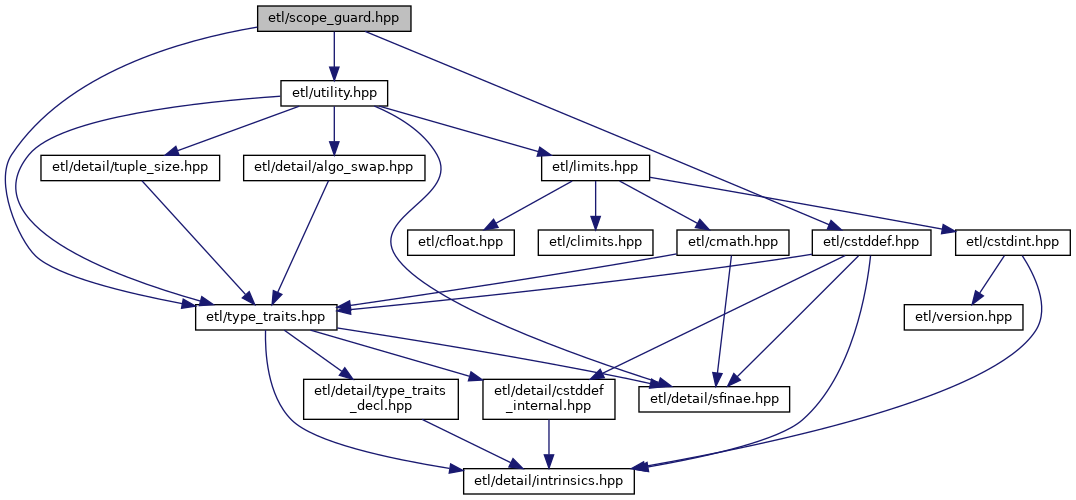 etl/scope_guard.hpp
etl/utility.hpp
etl/detail/tuple_size.hpp
etl/detail/algo_swap.hpp
etl/limits.hpp
etl/cfloat.hpp
etl/climits.hpp
etl/cmath.hpp
etl/cstddef.hpp
etl/cstdint.hpp
etl/type_traits.hpp
etl/version.hpp
etl/detail/type_traits
_decl.hpp
etl/detail/cstddef
_internal.hpp
etl/detail/sfinae.hpp
etl/detail/intrinsics.hpp